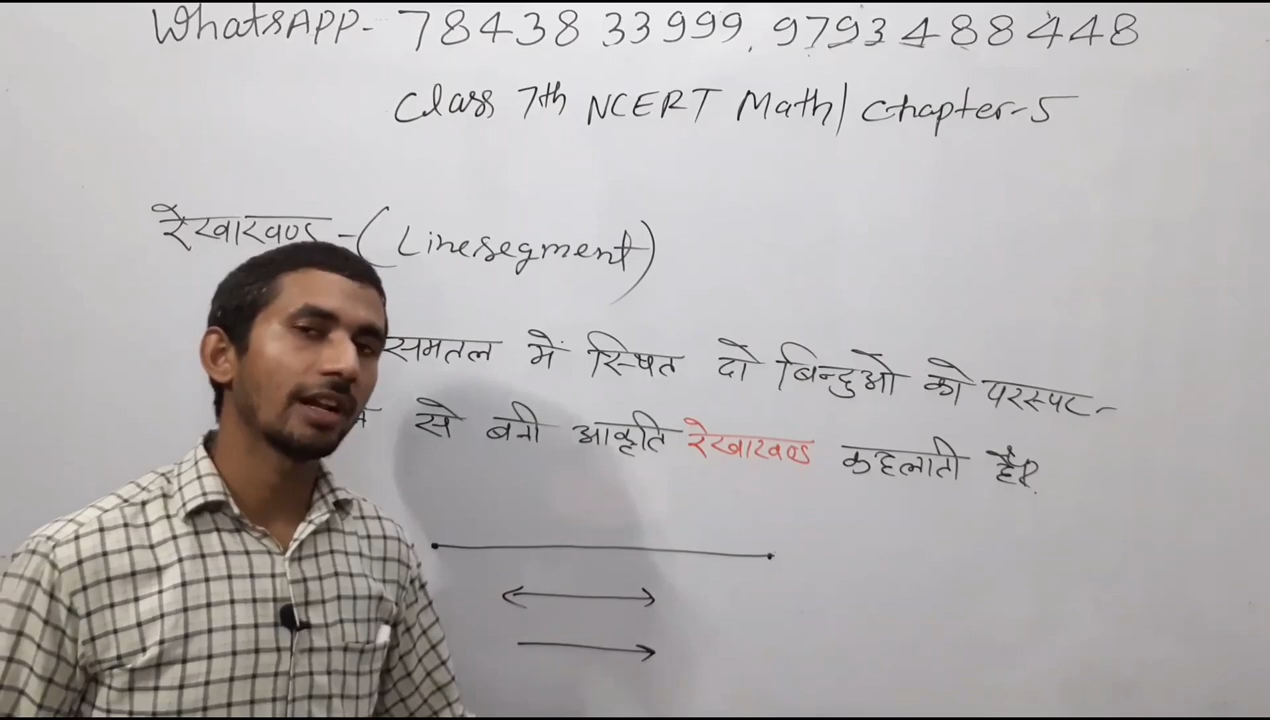 WhatsAPP- 78438 33999, 9793488448
Class 7th NCERT Math/ Chapter-5
रेखाखण्ड - (Linesegment)
समतल में स्थित दो बिन्दुओं को परस्पर-
से बनी आकृति रेखाखण्ड कहलाती है।